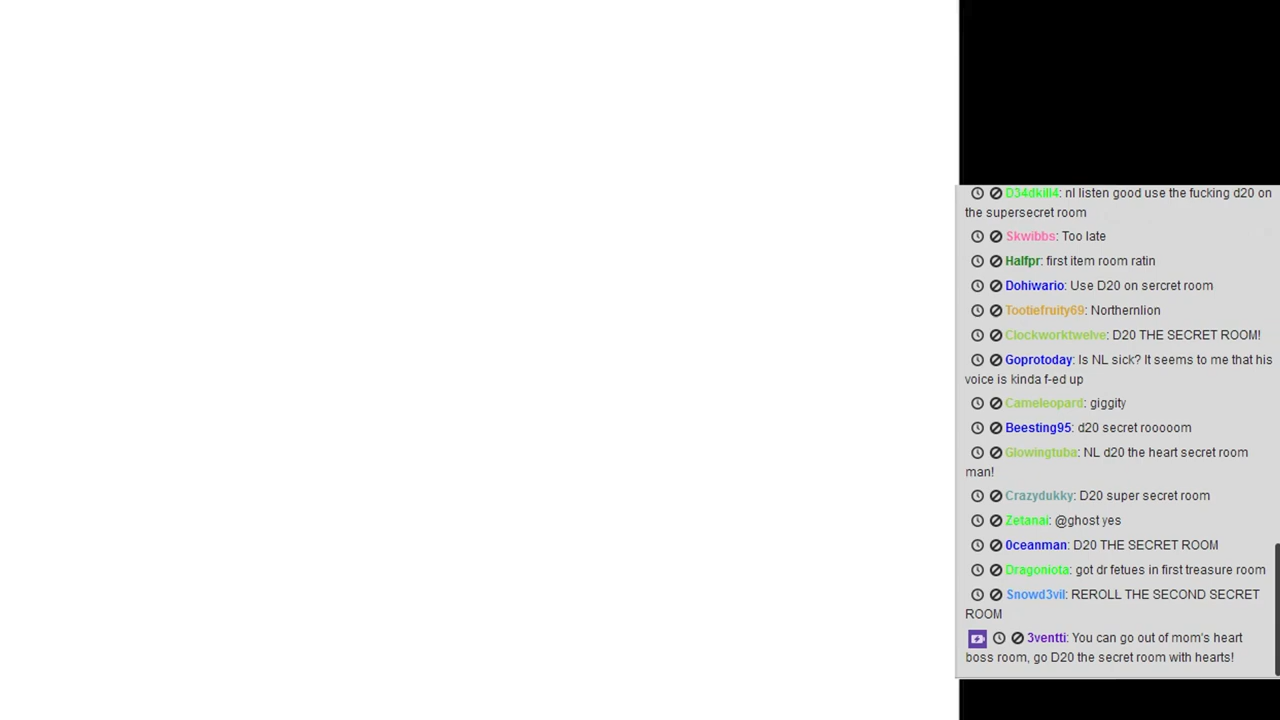 D34dkill4: nl listen good use the fucking d20 on
the supersecret room
Skwibbs: Too late
Halfpr: first item room ratin
Dohiwario: Use D20 on sercret room
Tootiefruity69: Northernlion
Clockworktwelve: D20 THE SECRET ROOM!
Goprotoday: Is NL sick? It seems to me that his
voice is kinda f-ed up
Cameleopard: giggity
Beesting95: d20 secret rooooom
Glowingtuba: NL d20 the heart secret room
man!
Crazydukky: D20 super secret room
Zetanai: @ghost yes
0ceanman: D20 THE SECRET ROOM
Dragoniota: got dr fetues in first treasure room
Snowd3vil: REROLL THE SECOND SECRET
ROOM
3ventti: You can go out of mom's heart
boss room, go D20 the secret room with hearts!